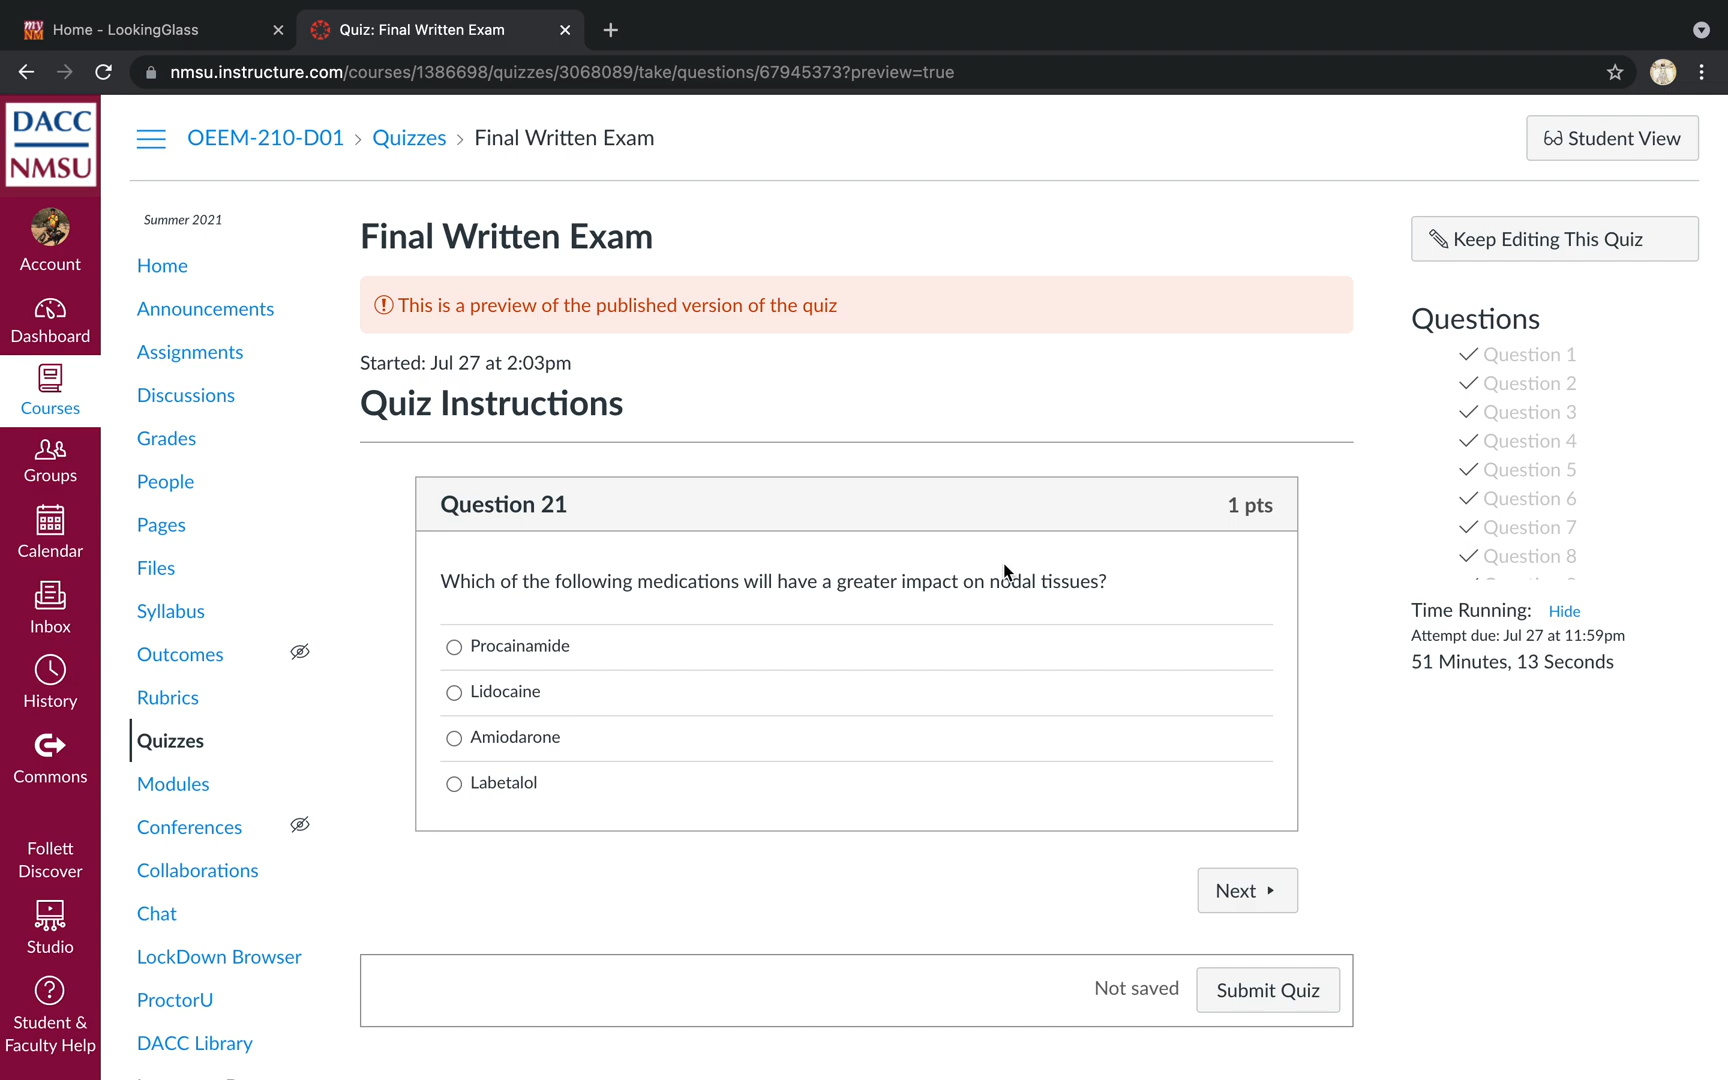 Home - LookingGlass
Quiz: Final Written Exam
nmsu.instructure.com/courses/1386698/quizzes/3068089/take/questions/67945373?preview=true
DACC
NMSU
Account
Dashboard
Courses
Groups
Calendar
Inbox
History
Commons
Follett
Discover
Studio
Student &
Faculty Help
OEEM-210-D01 › Quizzes › Final Written Exam
Student View
Summer 2021
Home
Announcements
Assignments
Discussions
Grades
People
Pages
Files
Syllabus
Outcomes
Rubrics
Quizzes
Modules
Conferences
Collaborations
Chat
LockDown Browser
ProctorU
DACC Library
Final Written Exam
This is a preview of the published version of the quiz
Started: Jul 27 at 2:03pm
Quiz Instructions
Question 21 1 pts
Which of the following medications will have a greater impact on nodal tissues?
Procainamide
Lidocaine
Amiodarone
Labetalol
Next
Not saved Submit Quiz
Keep Editing This Quiz
Questions
Question 1
Question 2
Question 3
Question 4
Question 5
Question 6
Question 7
Question 8
Time Running: Hide
Attempt due: Jul 27 at 11:59pm
51 Minutes, 13 Seconds